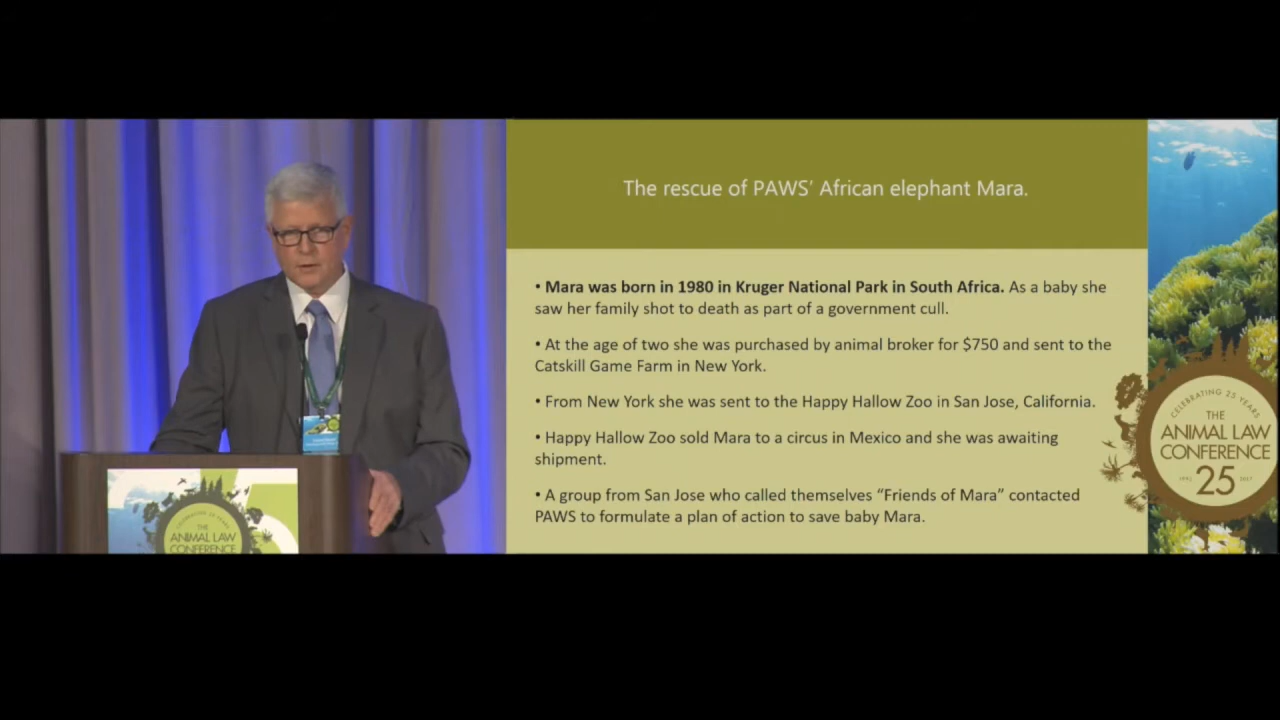 The rescue of PAWS’ African elephant Mara.
• Mara was born in 1980 in Kruger National Park in South Africa. As a baby she
saw her family shot to death as part of a government cull.
• At the age of two she was purchased by animal broker for $750 and sent to the
Catskill Game Farm in New York.
• From New York she was sent to the Happy Hallow Zoo in San Jose, California.
• Happy Hallow Zoo sold Mara to a circus in Mexico and she was awaiting
shipment.
• A group from San Jose who called themselves “Friends of Mara” contacted
PAWS to formulate a plan of action to save baby Mara.
CELEBRATING 25 YEARS
THE
ANIMAL LAW
CONFERENCE
25
CELEBRATING 25 YEARS
THE
ANIMAL LAW
CONFERENCE